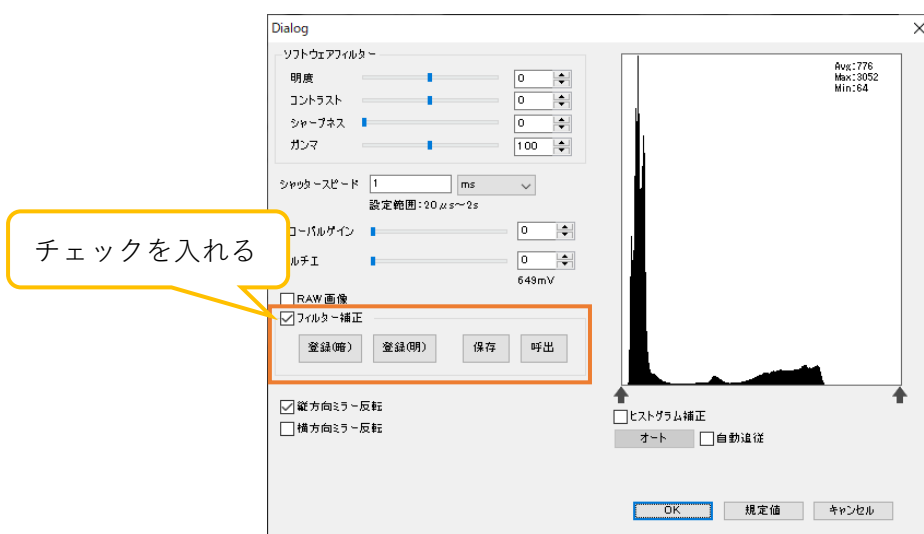 Dialog
ソフトウェアフィルター
明度 0
コントラスト 0
シャープネス 0
ガンマ 100
シャッタースピード 1 ms
設定範囲:20μs~2s
ローバルゲイン 0
ルチエ 0
649mV
RAW画像
フィルター補正
登録(暗) 登録(明) 保存 呼出
縦方向ミラー反転
横方向ミラー反転
チェックを入れる
Avg:776
Max:3052
Min:64
ヒストグラム補正
オート 自動追従
OK 規定値 キャンセル